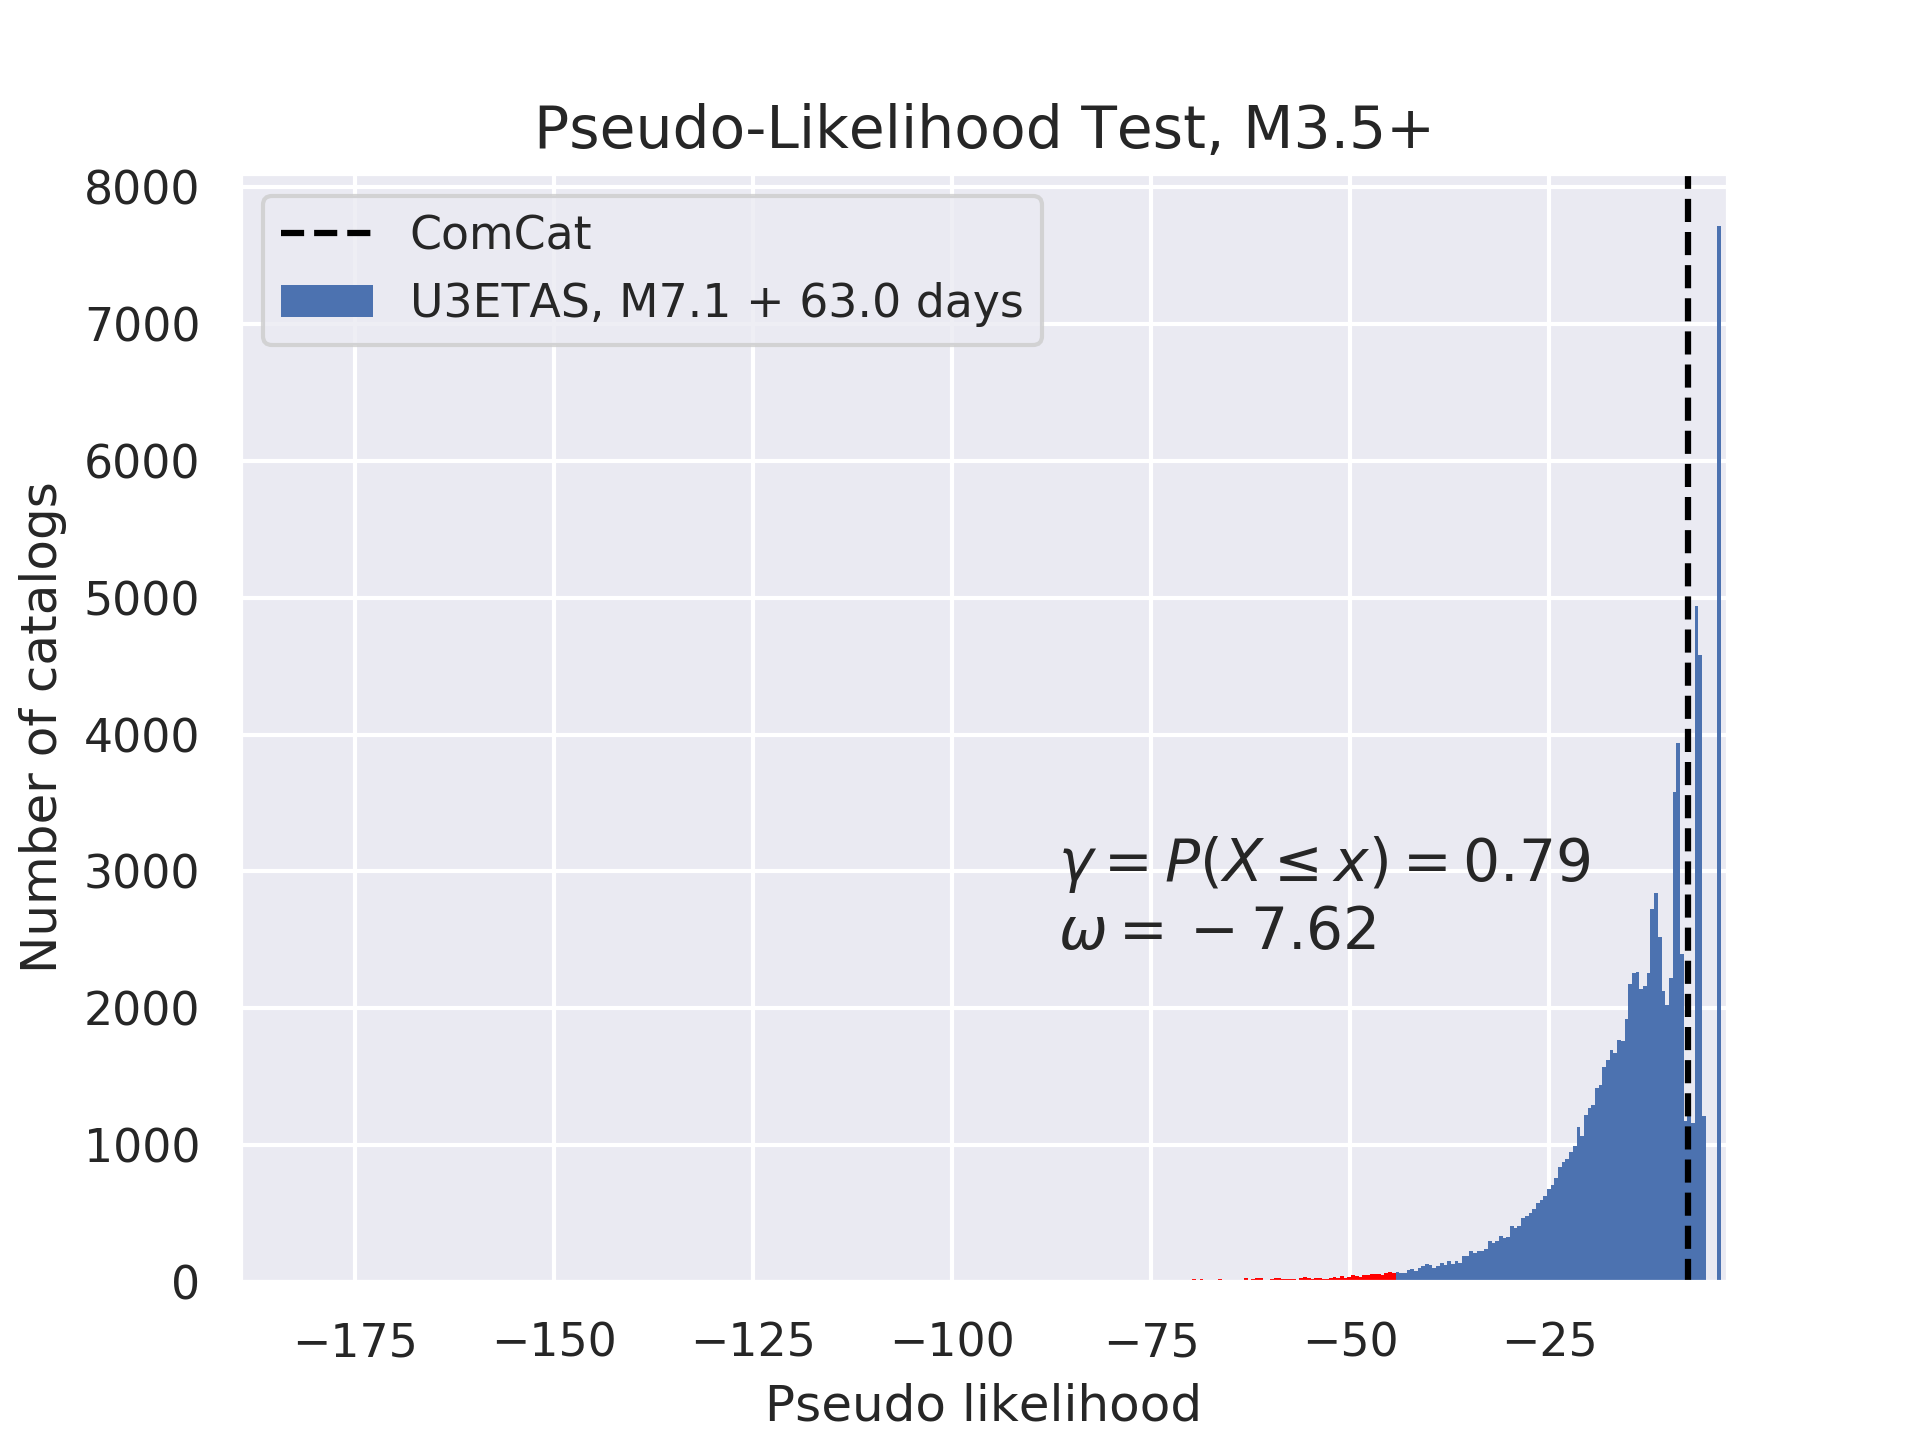 Pseudo-Likelihood Test, M3.5+
8000
7000
6000
5000
4000
3000
2000
1000
0
Number of catalogs
ComCat
U3ETAS, M7.1 + 63.0 days
γ = P(X ≤ x) = 0.79
ω = − 7.62
−175 −150 −125 −100 −75 −50 −25
Pseudo likelihood